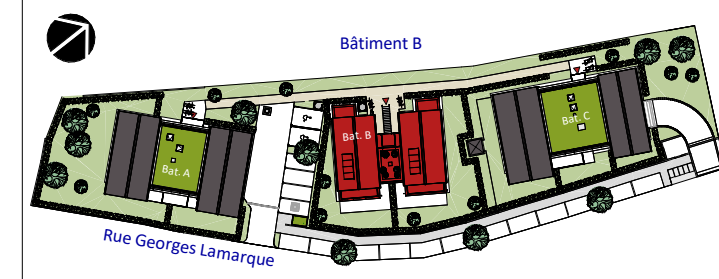 Bâtiment B
Bat. B
Bat. C
Bat. A
Rue Georges Lamarque